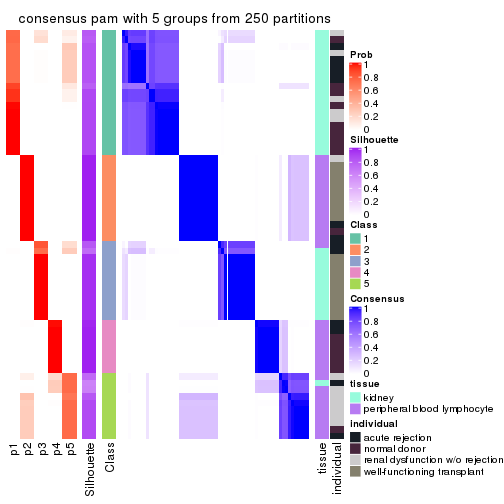 consensus pam with 5 groups from 250 partitions
Prob
1
0.8
0.6
0.4
0.2
0
Silhouette
1
0.8
0.6
0.4
0.2
0
Class
1
2
3
4
5
Consensus
1
0.8
0.6
0.4
0.2
0
tissue
kidney
peripheral blood lymphocyte
individual
acute rejection
normal donor
renal dysfunction w/o rejection
well-functioning transplant
p1
p2
p3
p4
p5
Silhouette
Class
tissue
individual